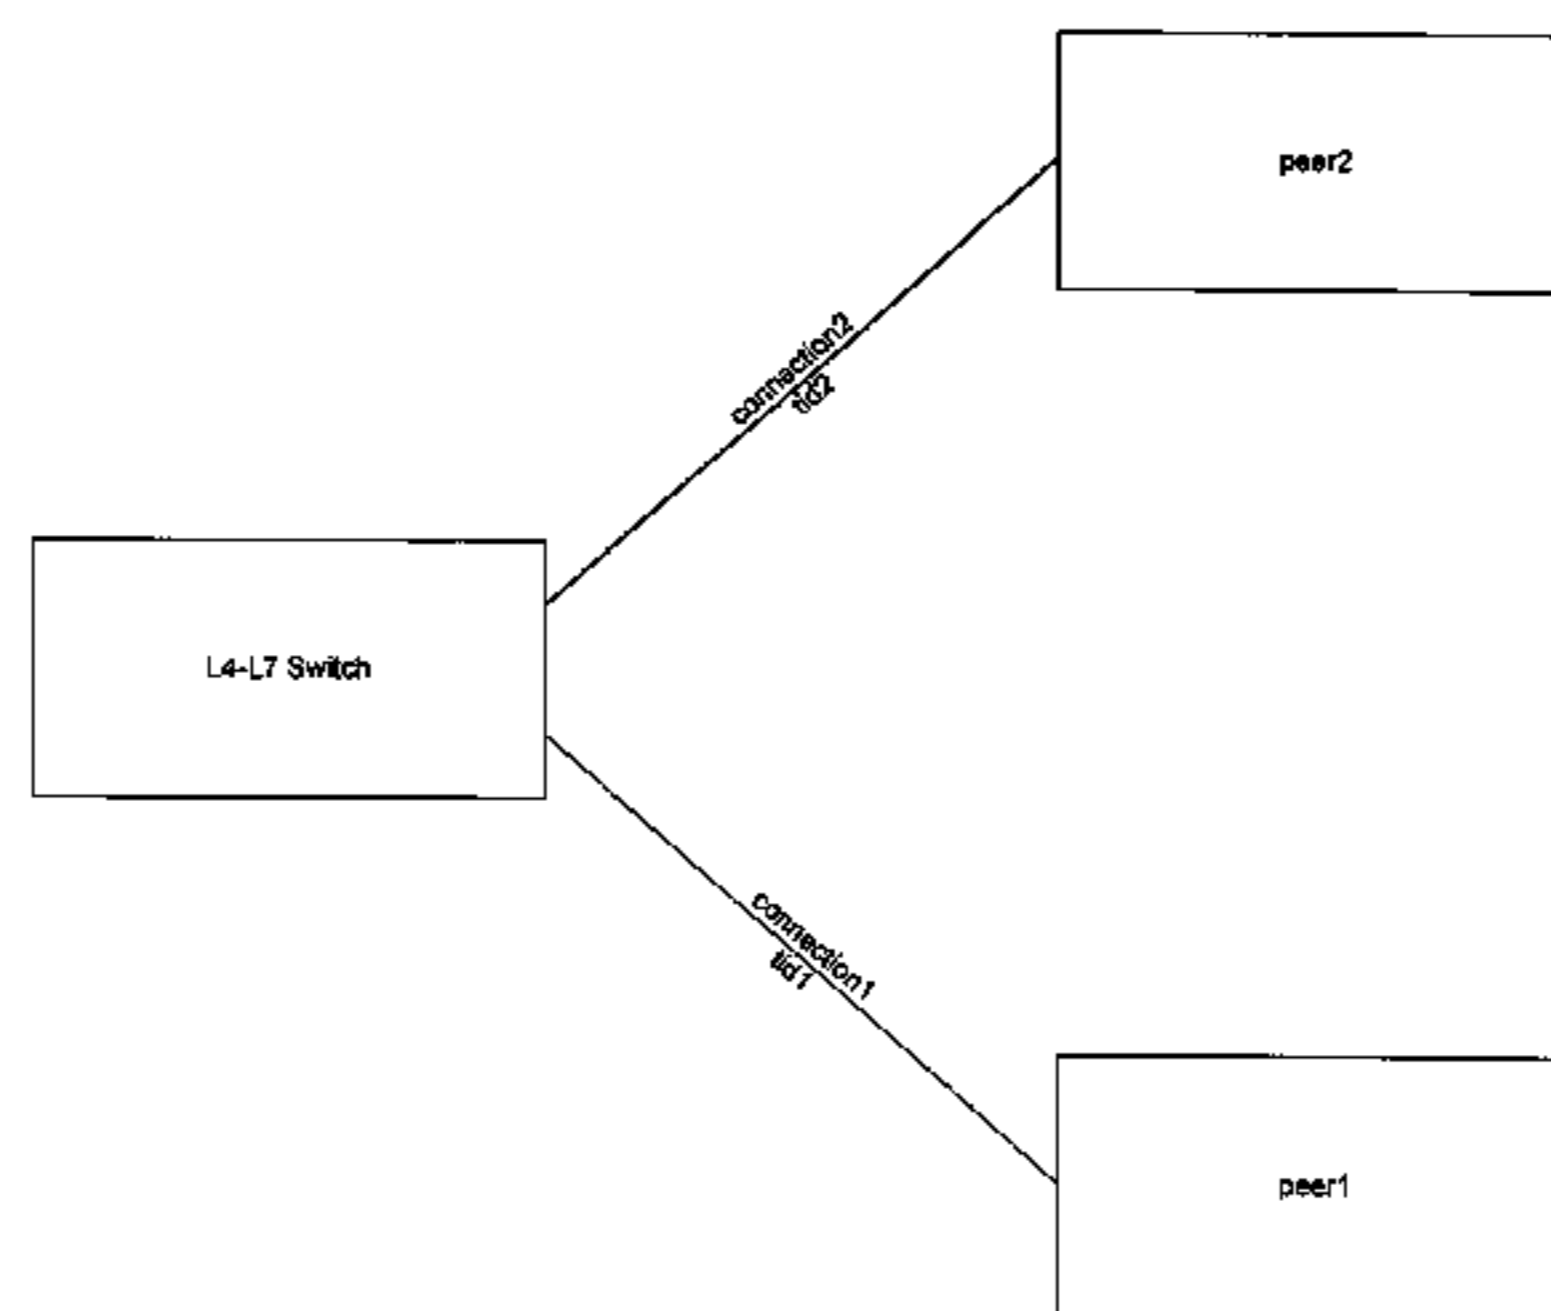 peer2
connection2
tid2
L4-L7 Switch
connection1
tid1
peer1